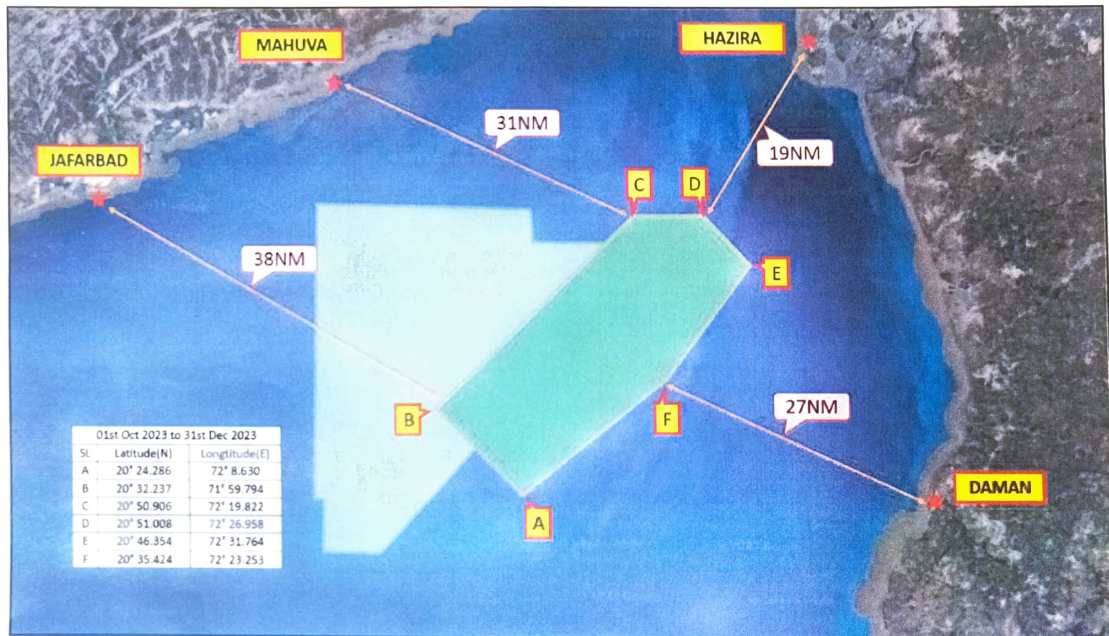 MAHUVA
HAZIRA
31NM
19NM
JAFARBAD
C
D
38NM
E
B
F
27NM
01st Oct 2023 to 31st Dec 2023
SL Latitude(N) Longtitude(E)
A 20° 24.286 72° 8.630
B 20° 32.237 71° 59.794
C 20° 50.906 72° 19.822
D 20° 51.008 72° 26.958
E 20° 46.354 72° 31.764
F 20° 35.424 72° 23.253
DAMAN
A